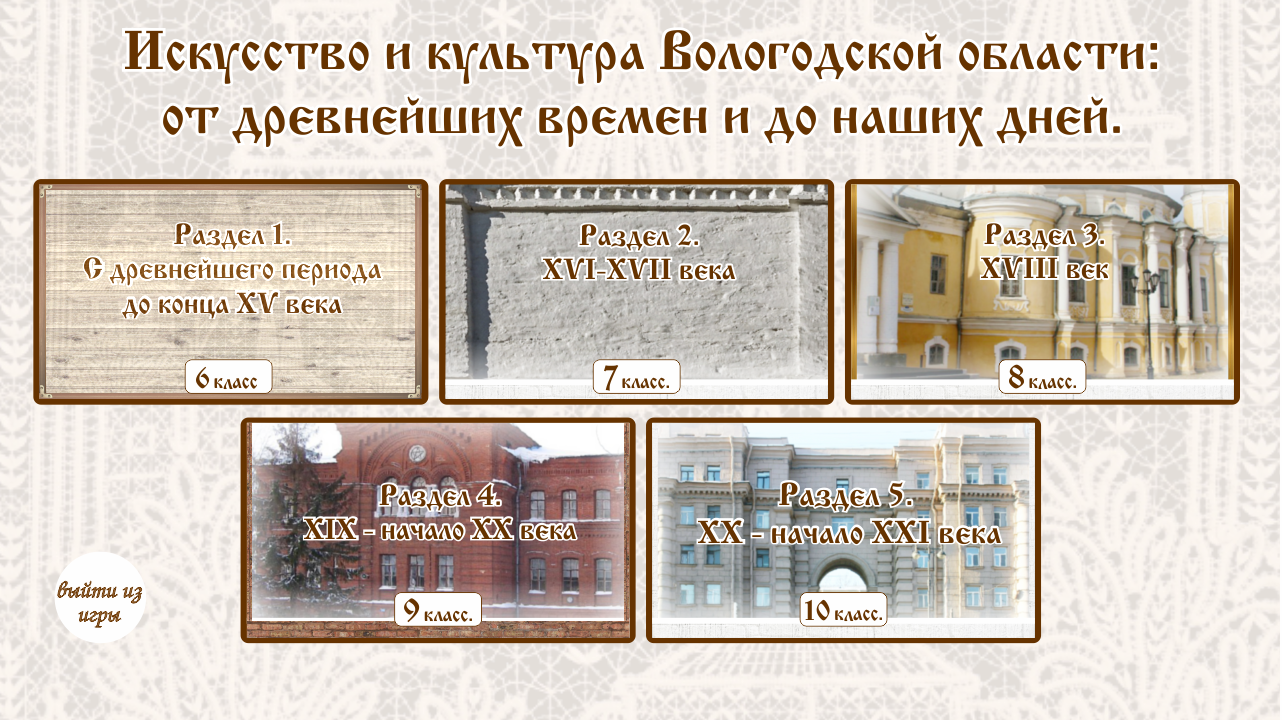 Искусство и культура Вологодской области:
от древнейших времен и до наших дней.
Раздел 1.
С древнейшего периода
до конца XV века
6 класс
Раздел 2.
XVI-XVII века
7 класс.
Раздел 3.
XVIII век
8 класс.
Раздел 4.
XIX - начало XX века
9 класс.
Раздел 5.
XX - начало XXI века
10 класс.
выйти из
игры